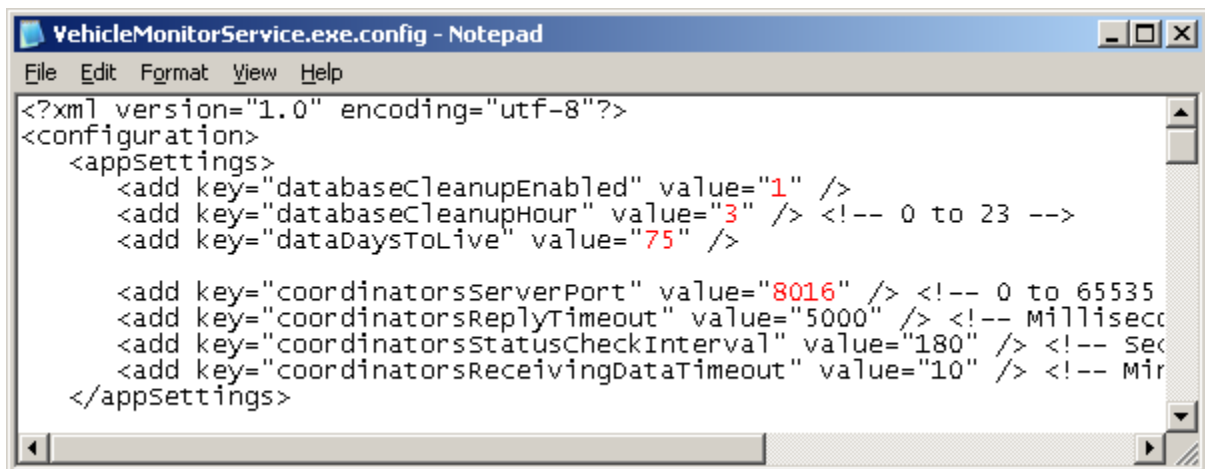 VehicleMonitorService.exe.config - Notepad
File Edit Format View Help
<?xml version="1.0" encoding="utf-8"?>
<configuration>
<appSettings>
<add key="databaseCleanupEnabled" value="1" />
<add key="databaseCleanupHour" value="3" /> <!-- 0 to 23 -->
<add key="dataDaysToLive" value="75" />
<add key="coordinatorsServerPort" value="8016" /> <!-- 0 to 65535
<add key="coordinatorsReplyTimeout" value="5000" /> <!-- Millisec
<add key="coordinatorsStatusCheckInterval" value="180" /> <!-- Sec
<add key="coordinatorsReceivingDataTimeout" value="10" /> <!-- Min
</appSettings>